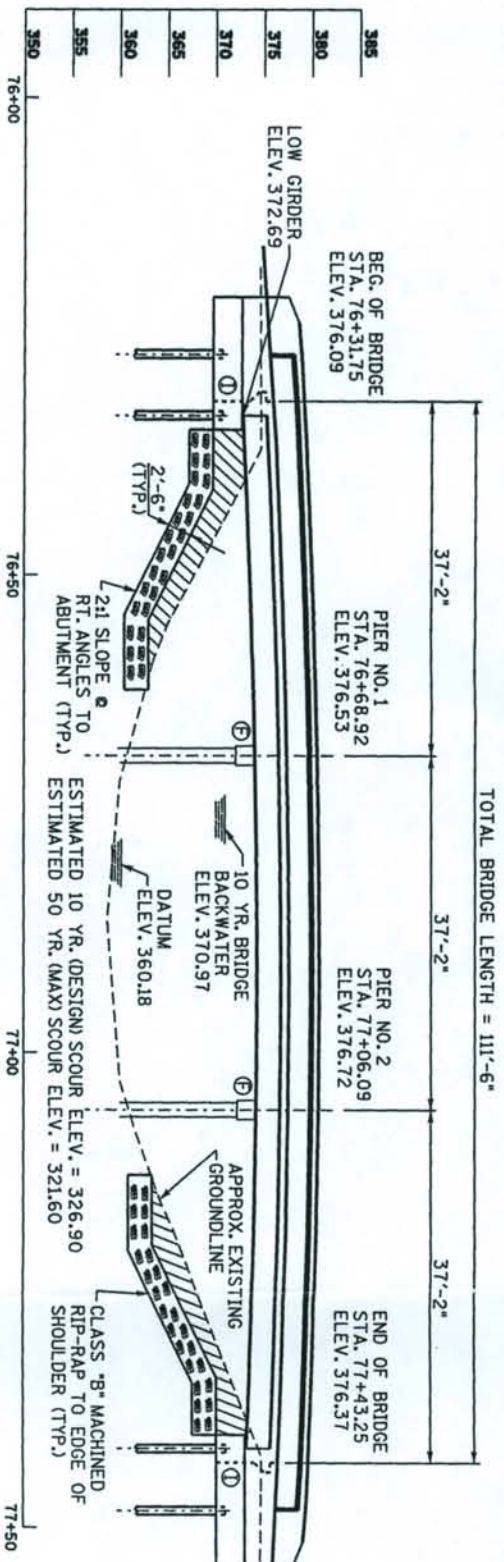 TOTAL BRIDGE LENGTH = 111'-6"
37'-2"
37'-2"
37'-2"
BEG. OF BRIDGE
STA. 76+31.75
ELEV. 376.09
PIER NO. 1
STA. 76+68.92
ELEV. 376.53
PIER NO. 2
STA. 77+06.09
ELEV. 376.72
END OF BRIDGE
STA. 77+43.25
ELEV. 376.37
LOW GIRDER
ELEV. 372.69
385
380
375
370
365
360
355
350
I
F
F
I
10 YR. BRIDGE
BACKWATER
ELEV. 370.97
DATUM
ELEV. 360.18
2'-6"
(TYP.)
2:1 SLOPE @
RT. ANGLES TO
ABUTMENT (TYP.)
APPROX. EXISTING
GROUNDLINE
CLASS "B" MACHINED
RIP-RAP TO EDGE OF
SHOULDER (TYP.)
ESTIMATED 10 YR. (DESIGN) SCOUR ELEV. = 326.90
ESTIMATED 50 YR. (MAX) SCOUR ELEV. = 321.60
76+00
76+50
77+00
77+50